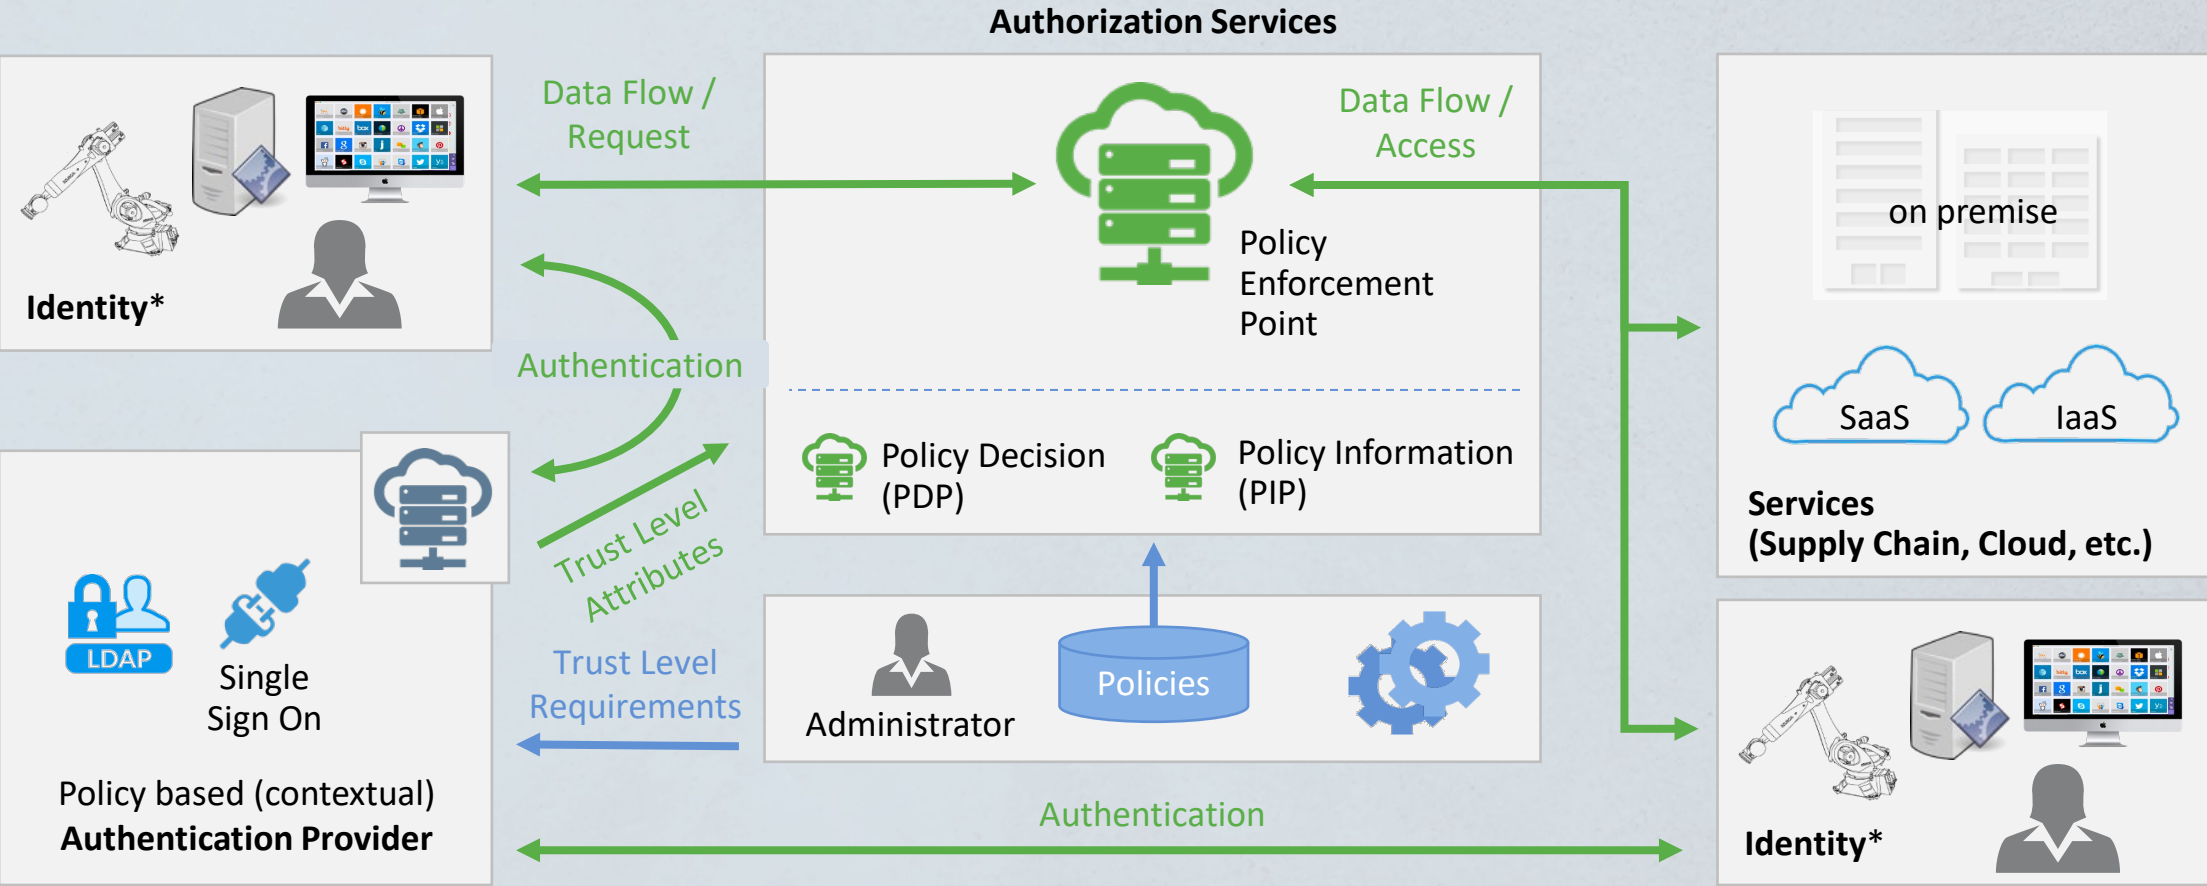 Authorization Services
Data Flow /
Request
Data Flow /
Access
Identity*
Policy
Enforcement
Point
on premise
SaaS
IaaS
Services
(Supply Chain, Cloud, etc.)
Authentication
Policy Decision
(PDP)
Policy Information
(PIP)
Trust Level
Attributes
LDAP
Single
Sign On
Policy based (contextual)
Authentication Provider
Trust Level
Requirements
Administrator
Policies
Authentication
Identity*